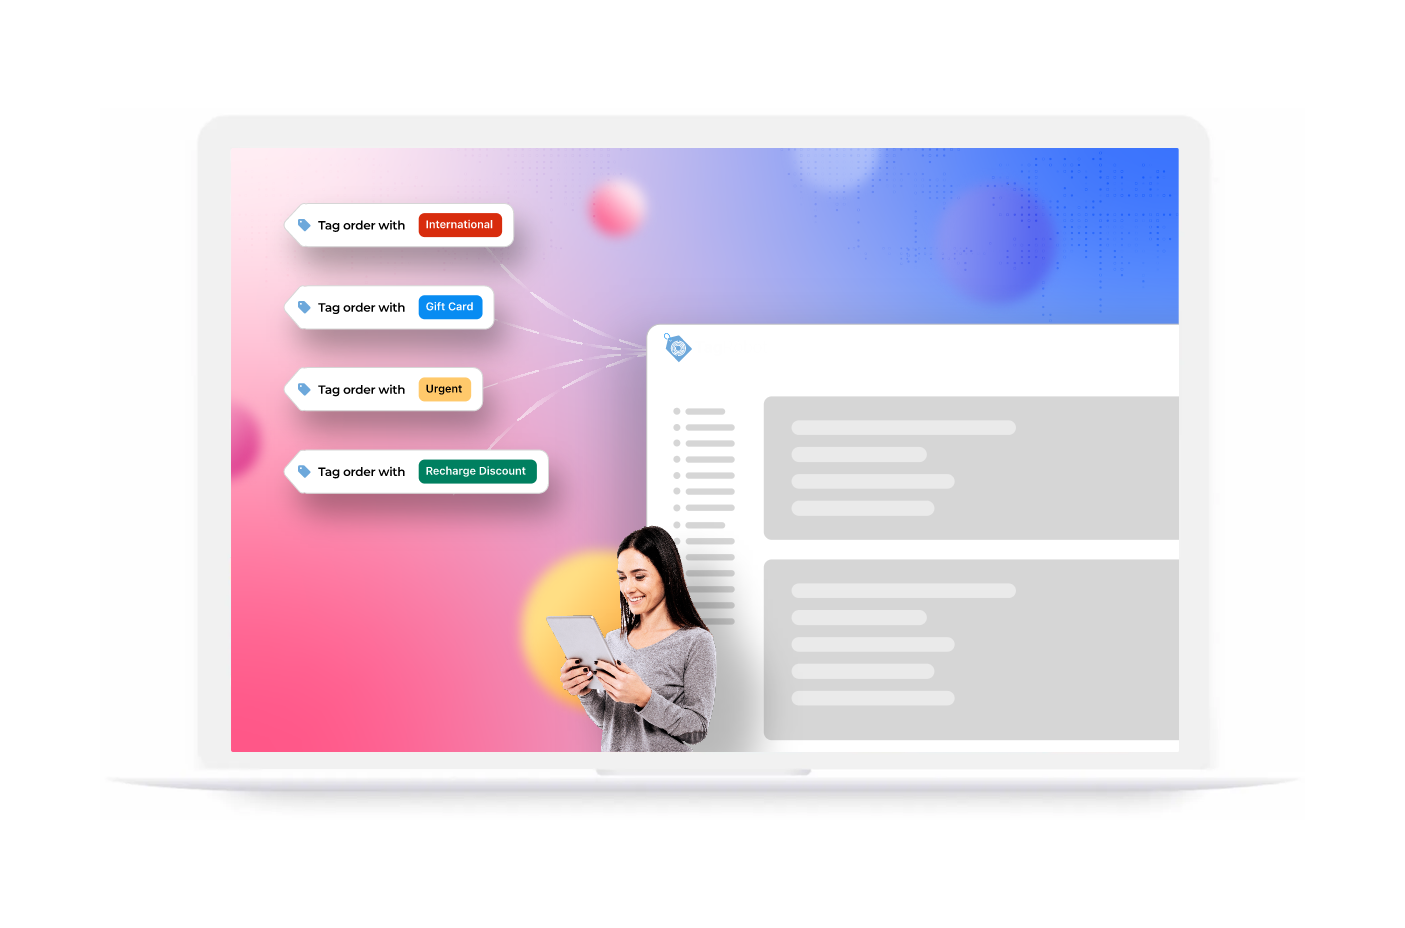 Tag order with International
Tag order with Gift Card
Tag order with Urgent
Tag order with Recharge Discount